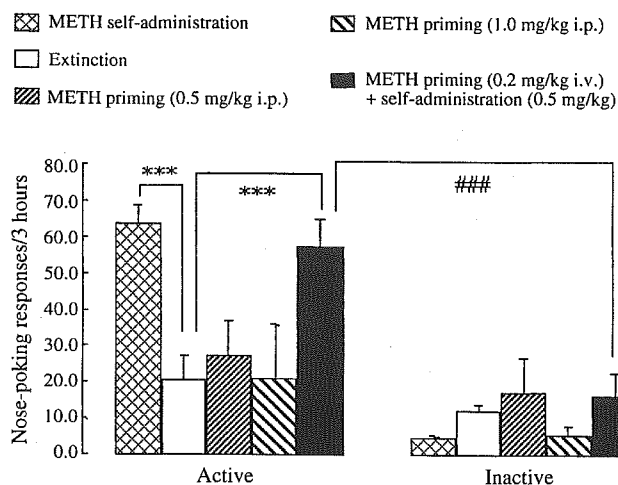 METH self-administration
Extinction
METH priming (0.5 mg/kg i.p.)
METH priming (1.0 mg/kg i.p.)
METH priming (0.2 mg/kg i.v.)
+ self-administration (0.5 mg/kg)
Nose-poking responses/3 hours
80.0
70.0
60.0
50.0
40.0
30.0
20.0
10.0
0.0
***
***
###
Active
Inactive